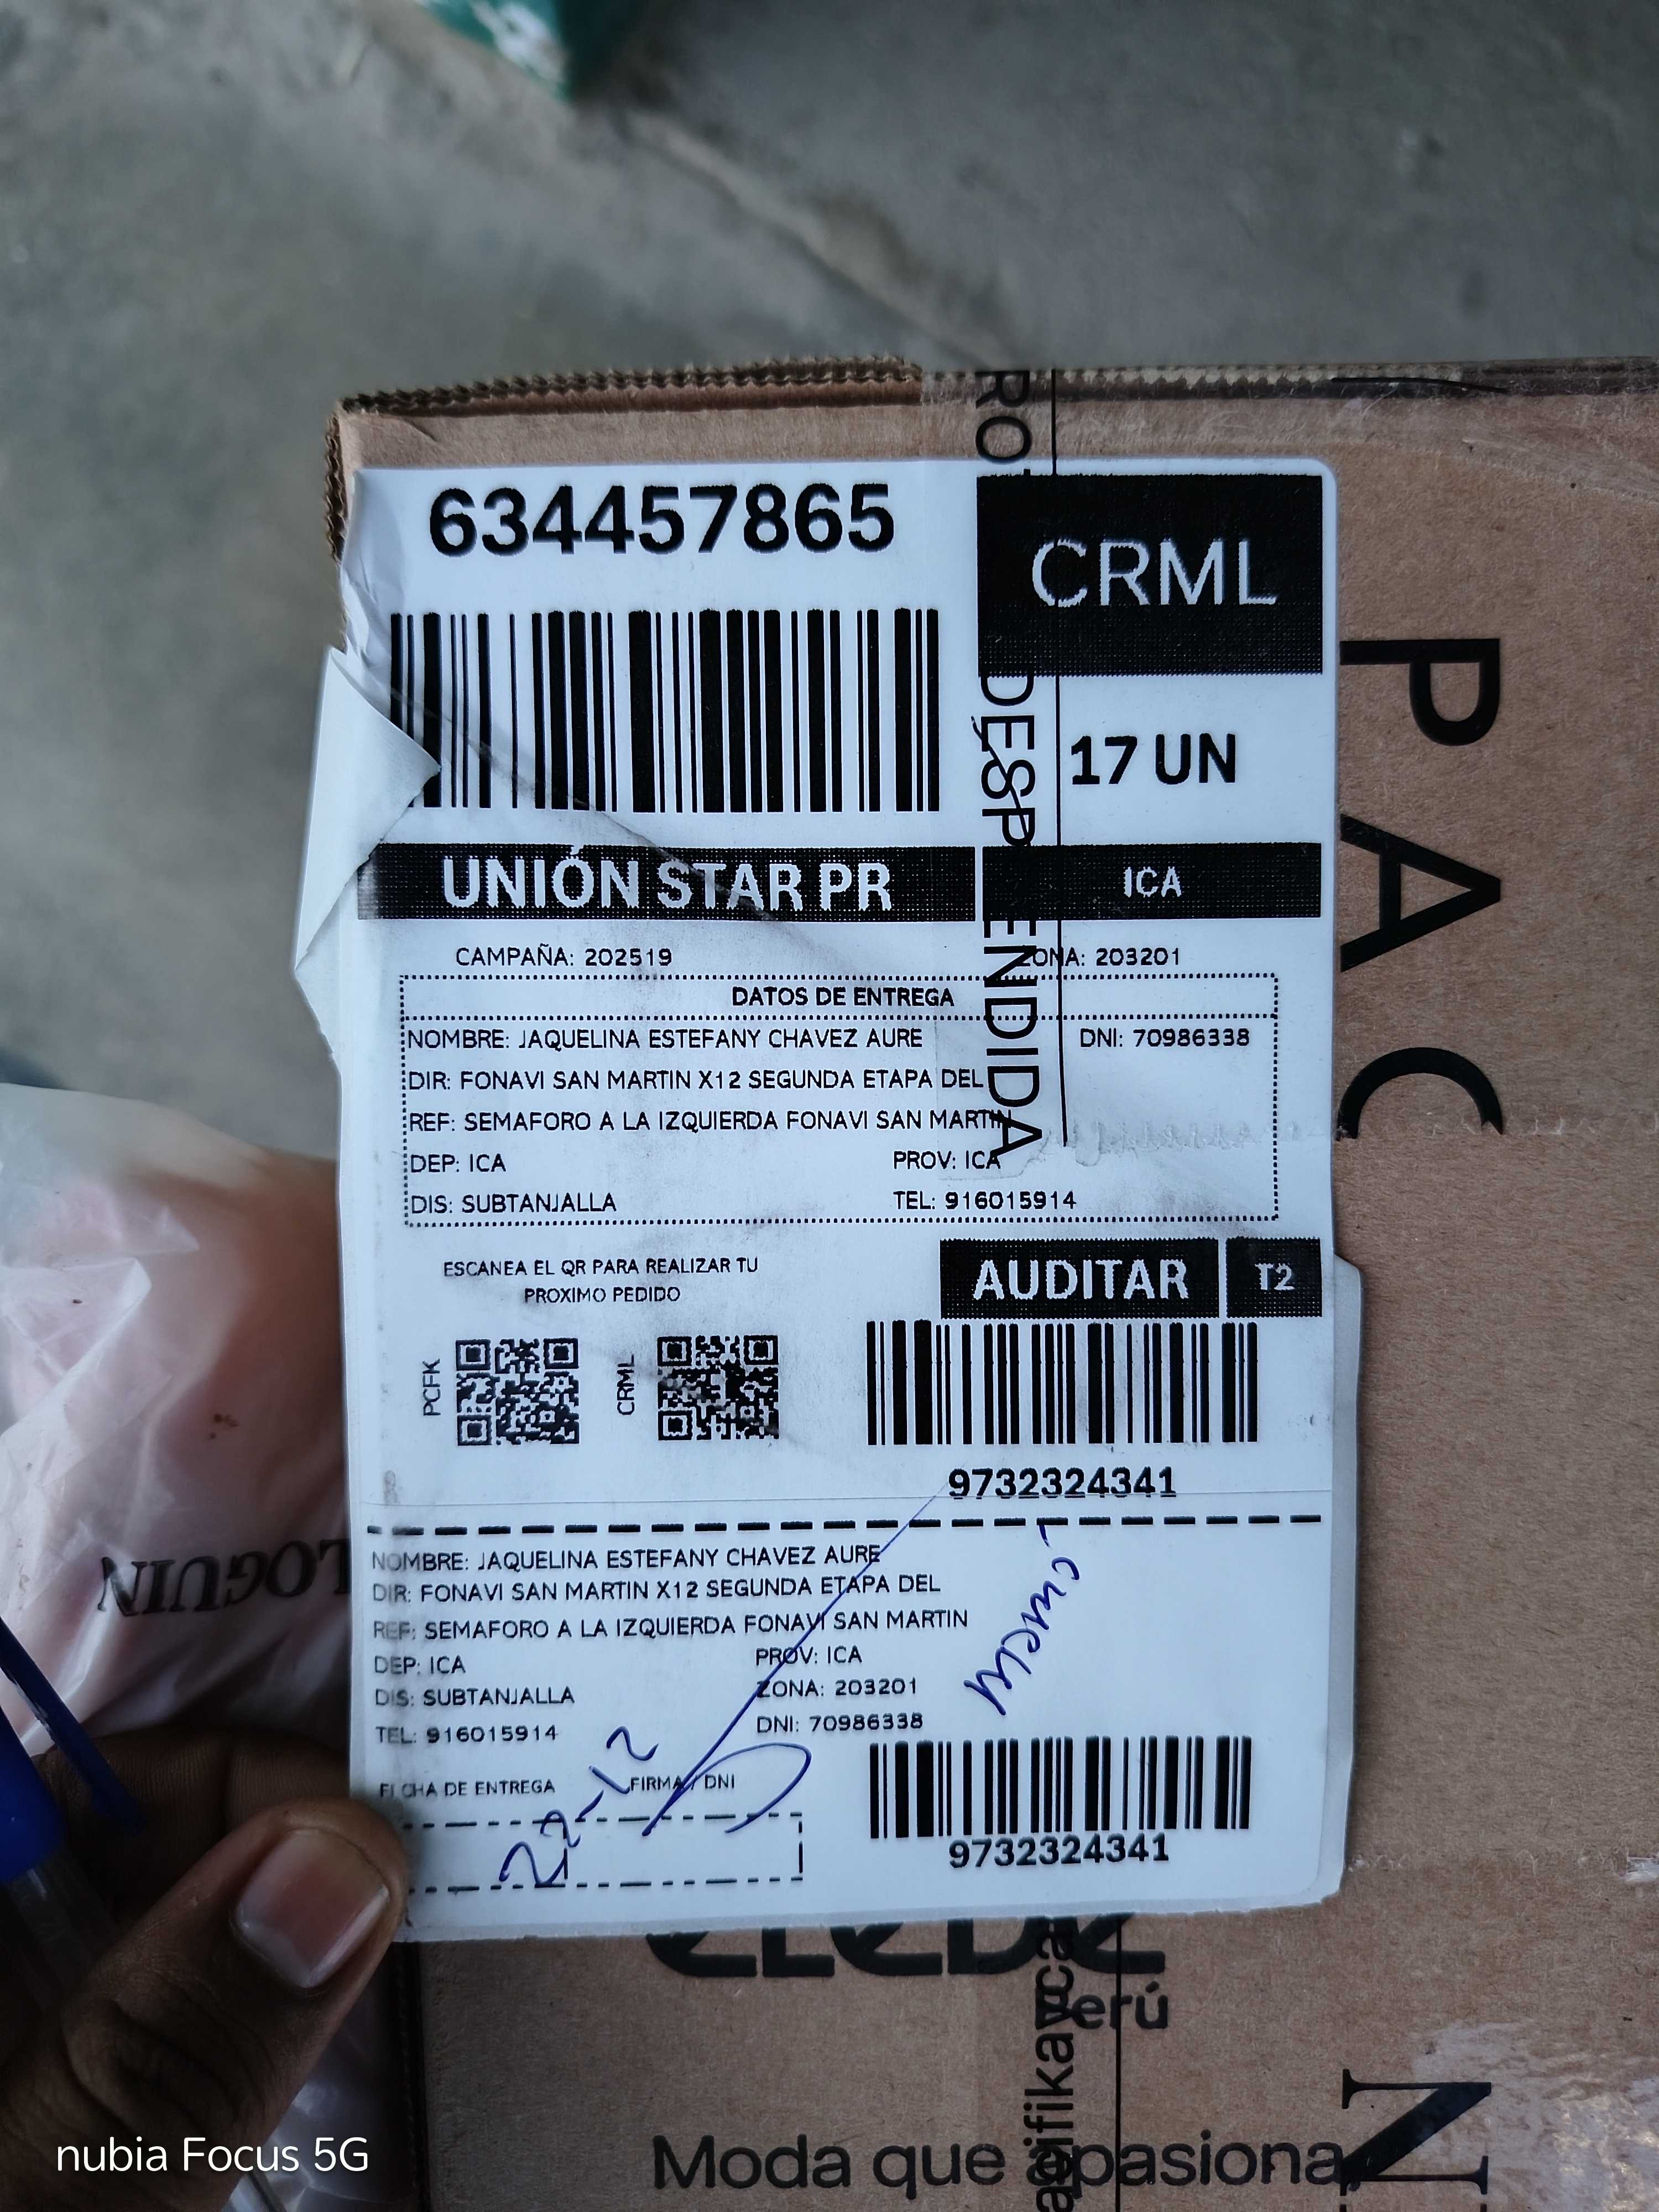 634457865
CRML
17 UN
UNIÓN STAR PR
ICA
CAMPAÑA: 202519
ZONA: 203201
DATOS DE ENTREGA
NOMBRE: JAQUELINA ESTEFANY CHAVEZ AURE
DNI: 70986338
DIR: FONAVI SAN MARTIN X12 SEGUNDA ETAPA DEL
REF: SEMAFORO A LA IZQUIERDA FONAVI SAN MARTIN
DEP: ICA
PROV: ICA
DIS: SUBTANJALLA
TEL: 916015914
ESCANEA EL QR PARA REALIZAR TU
PROXIMO PEDIDO
AUDITAR
T2
PCFK
CRML
9732324341
NOMBRE: JAQUELINA ESTEFANY CHAVEZ AURE
DIR: FONAVI SAN MARTIN X12 SEGUNDA ETAPA DEL
REF: SEMAFORO A LA IZQUIERDA FONAVI SAN MARTIN
DEP: ICA
PROV: ICA
DIS: SUBTANJALLA
ZONA: 203201
TEL: 916015914
DNI: 70986338
FECHA DE ENTREGA
FIRMA / DNI
22-12
9732324341
DESPRENDIDA
PAC
N
LOGUIN
erú
Moda que apasiona
nubia Focus 5G